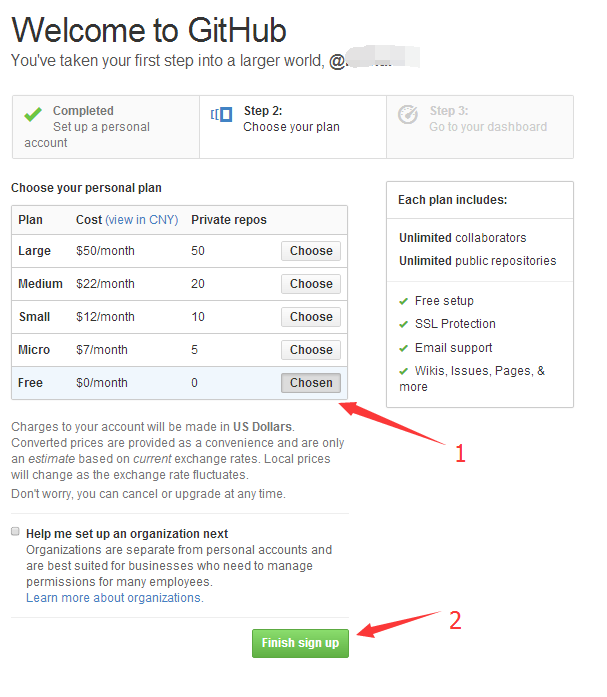 Welcome to GitHub
You've taken your first step into a larger world, @
Completed
Set up a personal
account
Step 2:
Choose your plan
Step 3:
Go to your dashboard
Choose your personal plan
Plan Cost (view in CNY) Private repos
Large $50/month 50 Choose
Medium $22/month 20 Choose
Small $12/month 10 Choose
Micro $7/month 5 Choose
Free $0/month 0 Chosen
1
Charges to your account will be made in US Dollars.
Converted prices are provided as a convenience and are only
an estimate based on current exchange rates. Local prices
will change as the exchange rate fluctuates.
Don't worry, you can cancel or upgrade at any time.
Help me set up an organization next
Organizations are separate from personal accounts and
are best suited for businesses who need to manage
permissions for many employees.
Learn more about organizations.
2
Finish sign up
Each plan includes:
Unlimited collaborators
Unlimited public repositories
Free setup
SSL Protection
Email support
Wikis, Issues, Pages, &
more